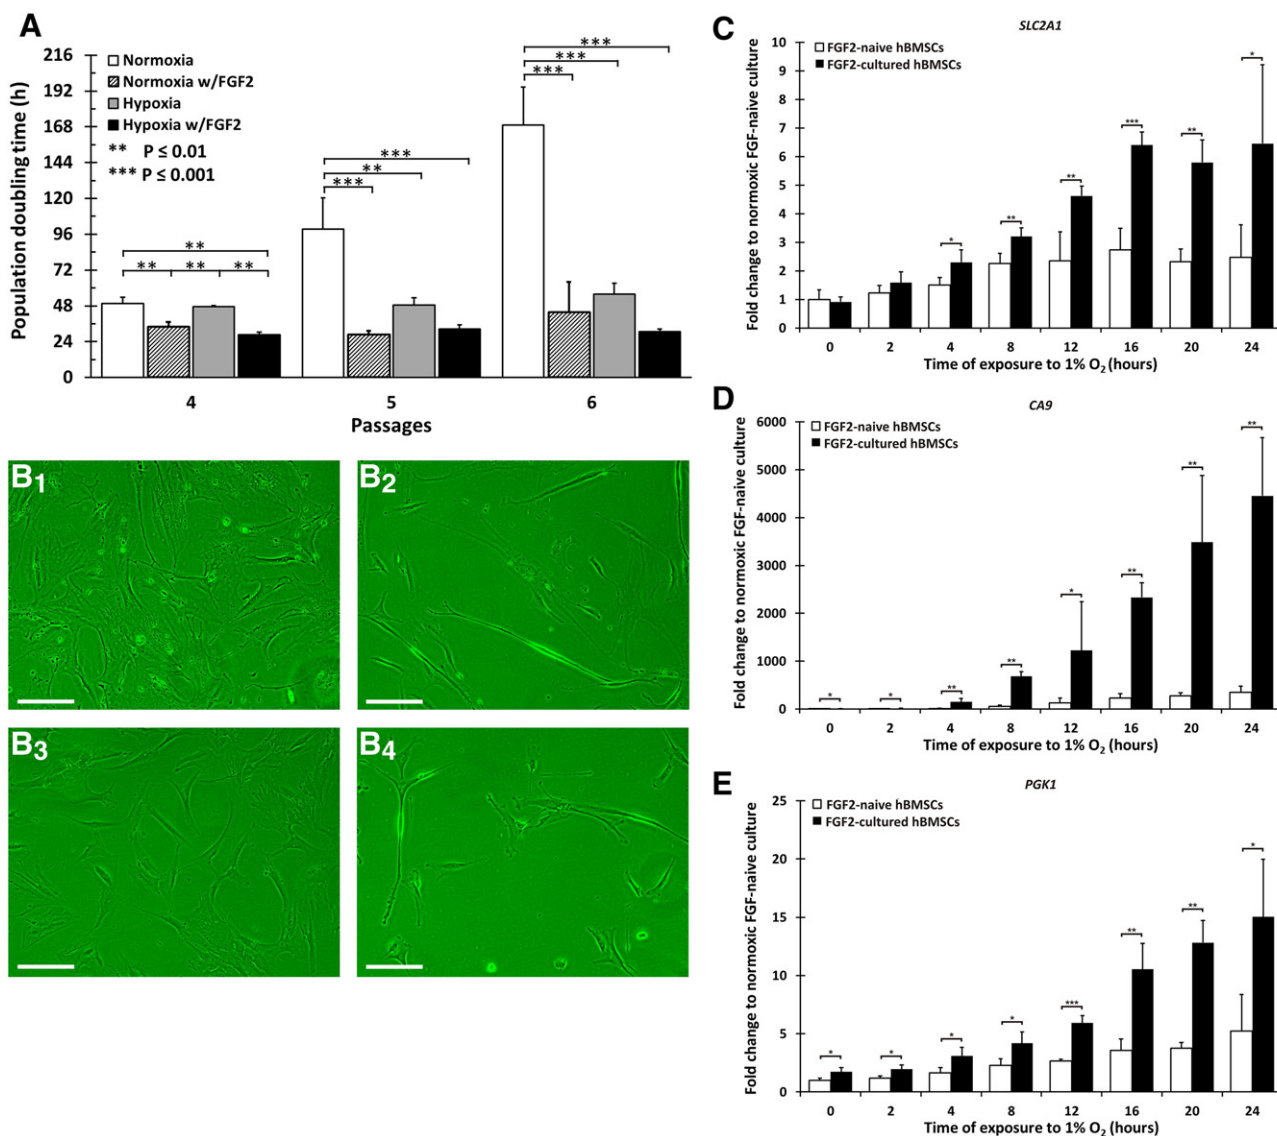 A
Population doubling time (h)
216
192
168
144
120
96
72
48
24
0
Normoxia
Normoxia w/FGF2
Hypoxia
Hypoxia w/FGF2
** P ≤ 0.01
*** P ≤ 0.001
**
** ** **
***
**
***
***
***
***
4 5 6
Passages
B1
B2
B3
B4
C
SLC2A1
Fold change to normoxic FGF-naive culture
10
9
8
7
6
5
4
3
2
1
0
FGF2-naive hBMSCs
FGF2-cultured hBMSCs
* ** ** *** ** *
0 2 4 8 12 16 20 24
Time of exposure to 1% O2 (hours)
D
CA9
Fold change to normoxic FGF-naive culture
6000
5000
4000
3000
2000
1000
0
FGF2-naive hBMSCs
FGF2-cultured hBMSCs
* * ** ** * ** ** **
0 2 4 8 12 16 20 24
Time of exposure to 1% O2 (hours)
E
PGK1
Fold change to normoxic FGF-naive culture
25
20
15
10
5
0
FGF2-naive hBMSCs
FGF2-cultured hBMSCs
* * * * *** ** ** *
0 2 4 8 12 16 20 24
Time of exposure to 1% O2 (hours)